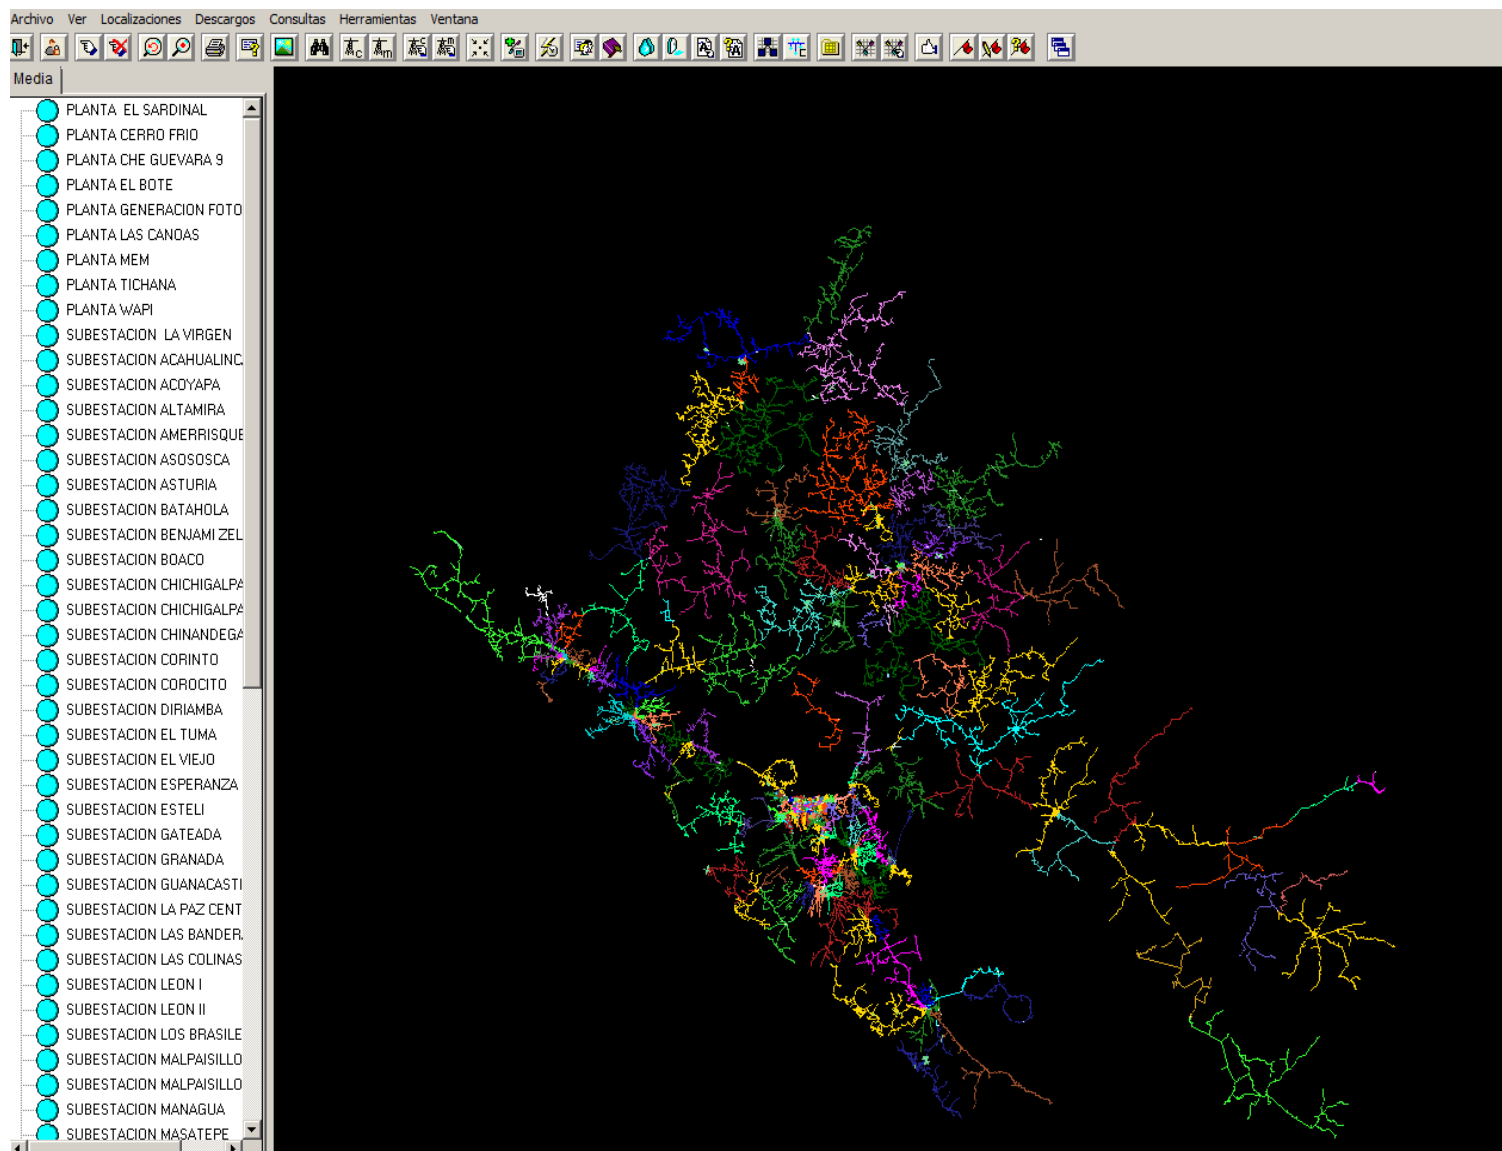 Archivo Ver Localizaciones Descargos Consultas Herramientas Ventana
Media
PLANTA EL SARDINAL
PLANTA CERRO FRIO
PLANTA CHE GUEVARA 9
PLANTA EL BOTE
PLANTA GENERACION FOTO
PLANTA LAS CANOAS
PLANTA MEM
PLANTA TICHANA
PLANTA WAPI
SUBESTACION LA VIRGEN
SUBESTACION ACAHUALINC
SUBESTACION ACOYAPA
SUBESTACION ALTAMIRA
SUBESTACION AMERRISQUE
SUBESTACION ASOSOSCA
SUBESTACION ASTURIA
SUBESTACION BATAHOLA
SUBESTACION BENJAMI ZEL
SUBESTACION BOACO
SUBESTACION CHICHIGALPA
SUBESTACION CHICHIGALPA
SUBESTACION CHINANDEGA
SUBESTACION CORINTO
SUBESTACION COROCITO
SUBESTACION DIRIAMBA
SUBESTACION EL TUMA
SUBESTACION EL VIEJO
SUBESTACION ESPERANZA
SUBESTACION ESTELI
SUBESTACION GATEADA
SUBESTACION GRANADA
SUBESTACION GUANACASTI
SUBESTACION LA PAZ CENT
SUBESTACION LAS BANDER
SUBESTACION LAS COLINAS
SUBESTACION LEON I
SUBESTACION LEON II
SUBESTACION LOS BRASILE
SUBESTACION MALPAISILLO
SUBESTACION MALPAISILLO
SUBESTACION MANAGUA
SUBESTACION MASATEPE